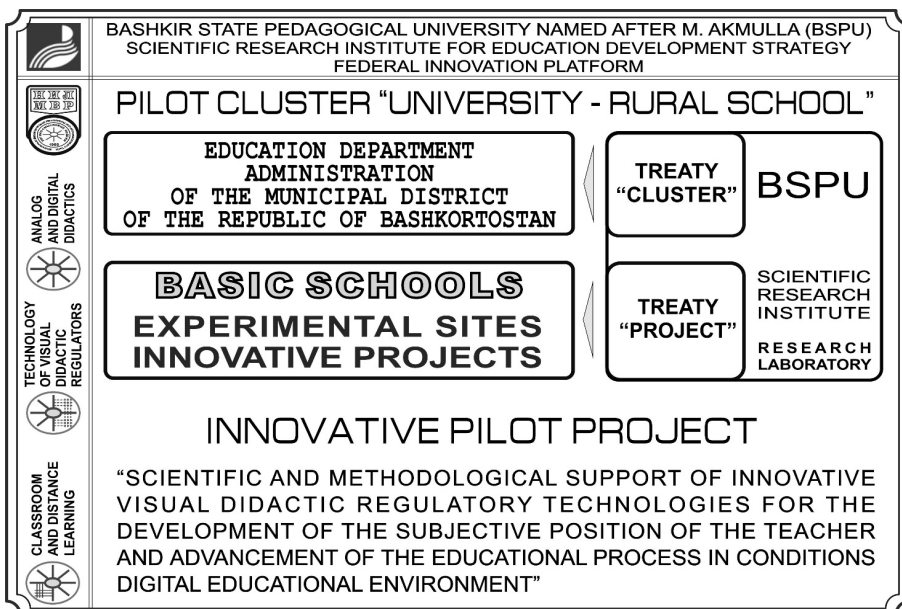 BASHKIR STATE PEDAGOGICAL UNIVERSITY NAMED AFTER M. AKMULLA (BSPU)
SCIENTIFIC RESEARCH INSTITUTE FOR EDUCATION DEVELOPMENT STRATEGY
FEDERAL INNOVATION PLATFORM
PILOT CLUSTER “UNIVERSITY - RURAL SCHOOL”
EDUCATION DEPARTMENT
ADMINISTRATION
OF THE MUNICIPAL DISTRICT
OF THE REPUBLIC OF BASHKORTOSTAN
TREATY
“CLUSTER”
BSPU
BASIC SCHOOLS
EXPERIMENTAL SITES
INNOVATIVE PROJECTS
TREATY
“PROJECT”
SCIENTIFIC
RESEARCH
INSTITUTE
RESEARCH
LABORATORY
INNOVATIVE PILOT PROJECT
“SCIENTIFIC AND METHODOLOGICAL SUPPORT OF INNOVATIVE
VISUAL DIDACTIC REGULATORY TECHNOLOGIES FOR THE
DEVELOPMENT OF THE SUBJECTIVE POSITION OF THE TEACHER
AND ADVANCEMENT OF THE EDUCATIONAL PROCESS IN CONDITIONS
DIGITAL EDUCATIONAL ENVIRONMENT”
ANALOG
AND DIGITAL
DIDACTICS
TECHNOLOGY
OF VISUAL
DIDACTIC
REGULATORS
CLASSROOM
AND DISTANCE
LEARNING